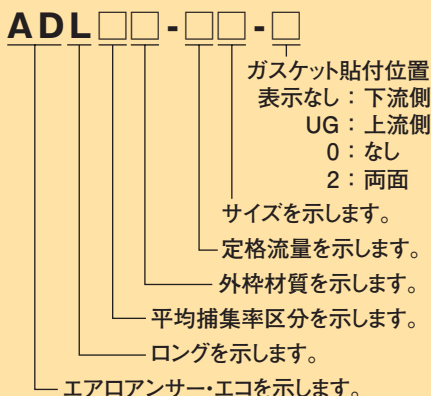 ADL□□-□□-□
ガスケット貼付位置
表示なし：下流側
UG：上流側
0：なし
2：両面
サイズを示します。
定格流量を示します。
外枠材質を示します。
平均捕集率区分を示します。
ロングを示します。
エアロアンサー・エコを示します。